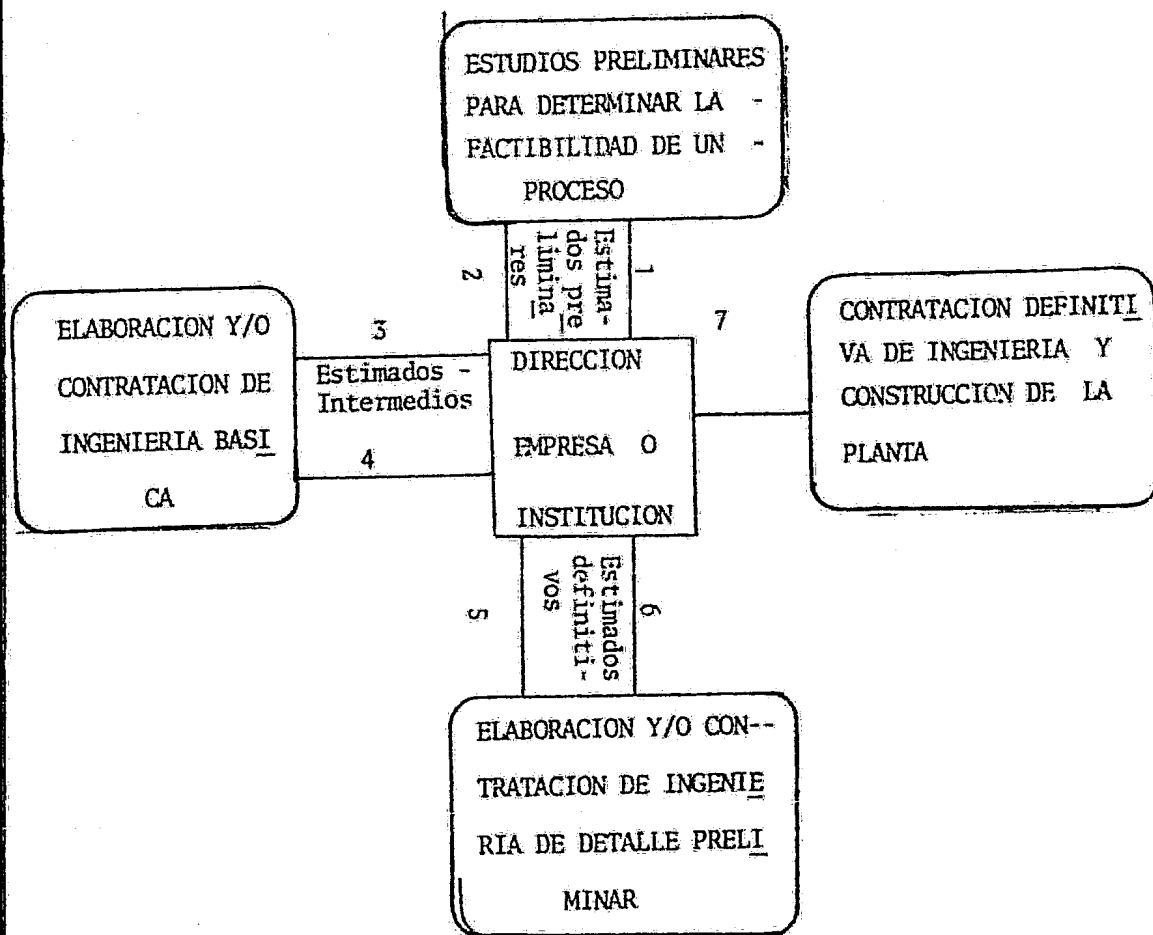 ESTUDIOS PRELIMINARES
PARA DETERMINAR LA -
FACTIBILIDAD DE UN -
PROCESO
1
Estima-
dos pre
limina
res
2
ELABORACION Y/O
CONTRATACION DE
INGENIERIA BASI
CA
3
Estimados -
Intermedios
4
DIRECCION
EMPRESA O
INSTITUCION
7
CONTRATACION DEFINITI
VA DE INGENIERIA Y
CONSTRUCCION DE LA
PLANTA
6
Estimados
definiti-
vos
5
ELABORACION Y/O CON--
TRATACION DE INGENIE
RIA DE DETALLE PRELI
MINAR